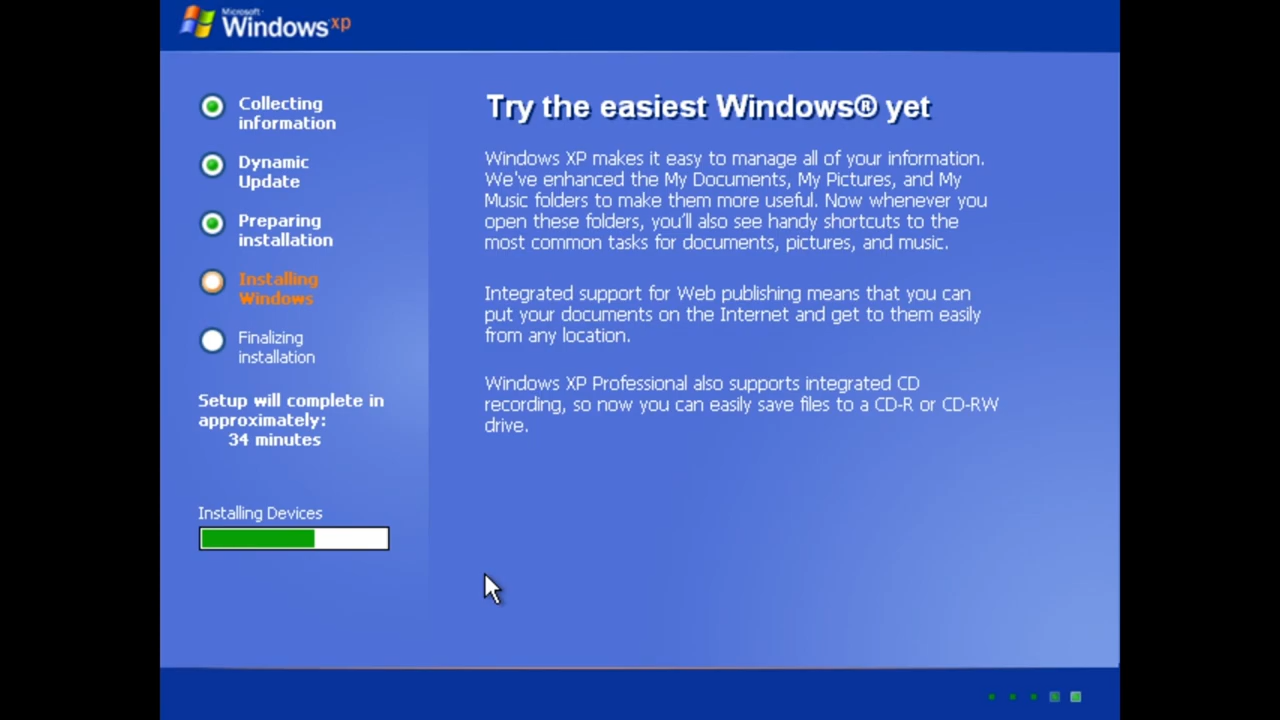 Microsoft
Windows xp
Collecting
information
Dynamic
Update
Preparing
installation
Installing
Windows
Finalizing
installation
Setup will complete in
approximately:
34 minutes
Installing Devices
Try the easiest Windows® yet
Windows XP makes it easy to manage all of your information.
We've enhanced the My Documents, My Pictures, and My
Music folders to make them more useful. Now whenever you
open these folders, you'll also see handy shortcuts to the
most common tasks for documents, pictures, and music.
Integrated support for Web publishing means that you can
put your documents on the Internet and get to them easily
from any location.
Windows XP Professional also supports integrated CD
recording, so now you can easily save files to a CD-R or CD-RW
drive.